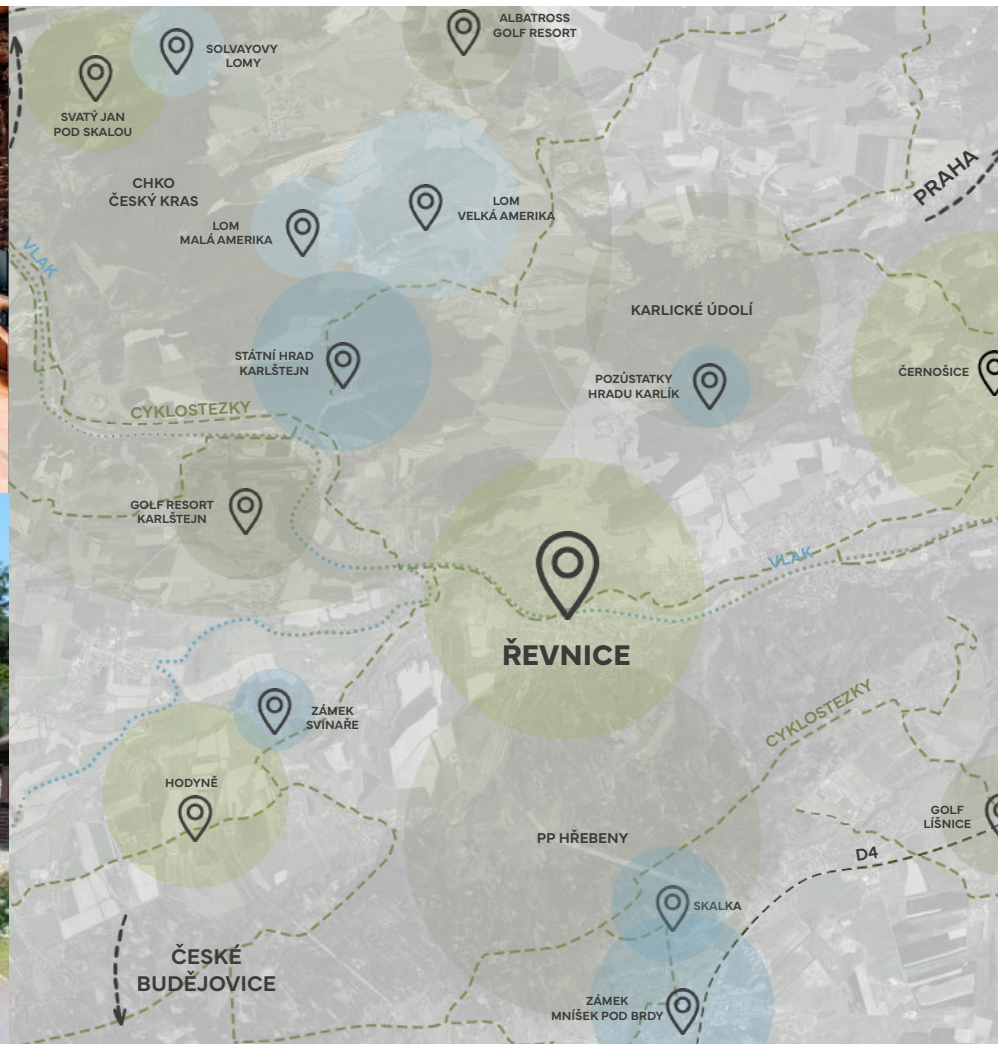 ALBATROSS
GOLF RESORT
SOLVAYOVY
LOMY
SVATÝ JAN
POD SKALOU
CHKO
ČESKÝ KRAS
PRAHA
LOM
VELKÁ AMERIKA
LOM
MALÁ AMERIKA
VLAK
KARLICKÉ ÚDOLÍ
STÁTNÍ HRAD
KARLŠTEJN
POZŮSTATKY
HRADU KARLÍK
ČERNOŠICE
CYKLOSTEZKY
GOLF RESORT
KARLŠTEJN
VLAK
ŘEVNICE
ZÁMEK
SVINAŘE
CYKLOSTEZKY
HODYNĚ
GOLF
LÍŠNICE
PP HŘEBENY
D4
SKALKA
ČESKÉ
BUDĚJOVICE
ZÁMEK
MNÍŠEK POD BRDY